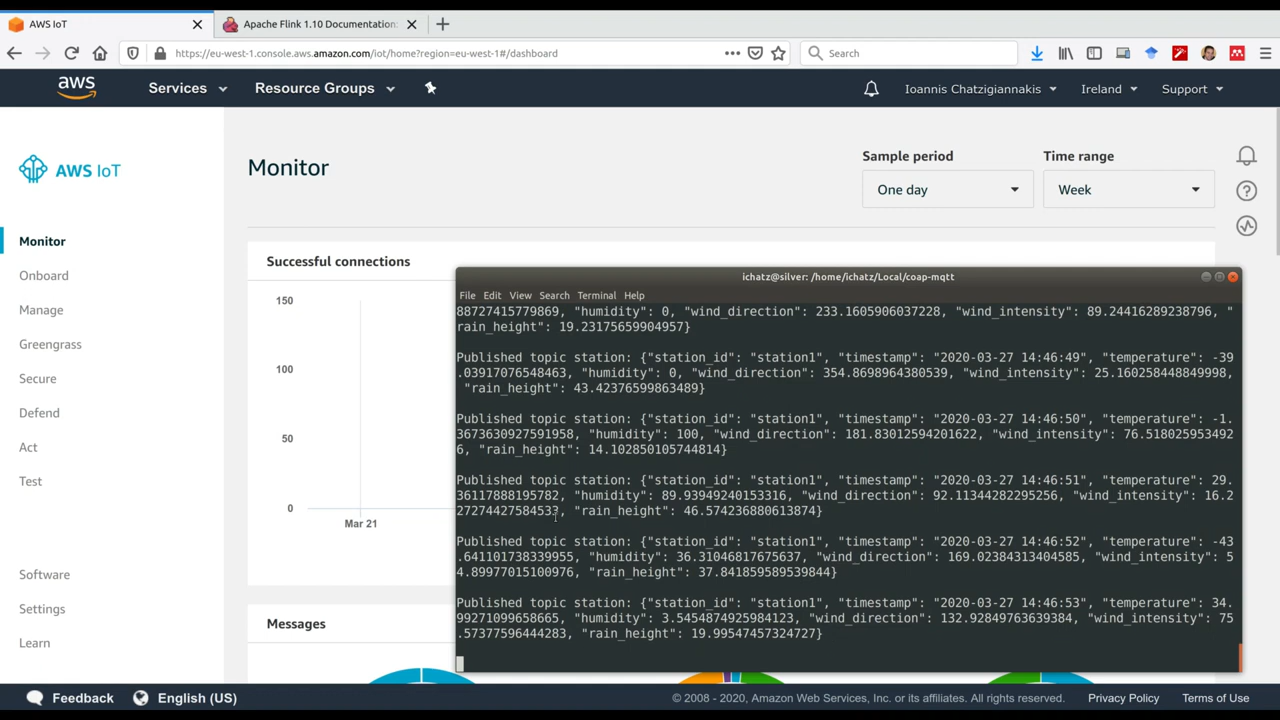 AWS IoT
Apache Flink 1.10 Documentation:
https://eu-west-1.console.aws.amazon.com/iot/home?region=eu-west-1#/dashboard
Search
aws
Services
Resource Groups
Ioannis Chatzigiannakis
Ireland
Support
AWS IoT
Monitor
Onboard
Manage
Greengrass
Secure
Defend
Act
Test
Software
Settings
Learn
Monitor
Sample period
One day
Time range
Week
Successful connections
150
100
50
0
Mar 21
Messages
ichatz@silver: /home/ichatz/Local/coap-mqtt
File Edit View Search Terminal Help
88727415779869, "humidity": 0, "wind_direction": 233.1605906037228, "wind_intensity": 89.24416289238796, "
rain_height": 19.23175659904957}
Published topic station: {"station_id": "station1", "timestamp": "2020-03-27 14:46:49", "temperature": -39
.03917076548463, "humidity": 0, "wind_direction": 354.8698964380539, "wind_intensity": 25.160258448849998,
"rain_height": 43.42376599863489}
Published topic station: {"station_id": "station1", "timestamp": "2020-03-27 14:46:50", "temperature": -1.
3673630927591958, "humidity": 100, "wind_direction": 181.83012594201622, "wind_intensity": 76.518025953492
6, "rain_height": 14.102850105744814}
Published topic station: {"station_id": "station1", "timestamp": "2020-03-27 14:46:51", "temperature": 29.
36117888195782, "humidity": 89.93949240153316, "wind_direction": 92.11344282295256, "wind_intensity": 16.2
27274427584533, "rain_height": 46.574236880613874}
Published topic station: {"station_id": "station1", "timestamp": "2020-03-27 14:46:52", "temperature": -43
.641101738339955, "humidity": 36.31046817675637, "wind_direction": 169.02384313404585, "wind_intensity": 5
4.89977015100976, "rain_height": 37.841859589539844}
Published topic station: {"station_id": "station1", "timestamp": "2020-03-27 14:46:53", "temperature": 34.
99271099658665, "humidity": 3.5454874925984123, "wind_direction": 132.92849763639384, "wind_intensity": 75
.57377596444283, "rain_height": 19.99547457324727}
Feedback
English (US)
© 2008 - 2020, Amazon Web Services, Inc. or its affiliates. All rights reserved.
Privacy Policy
Terms of Use